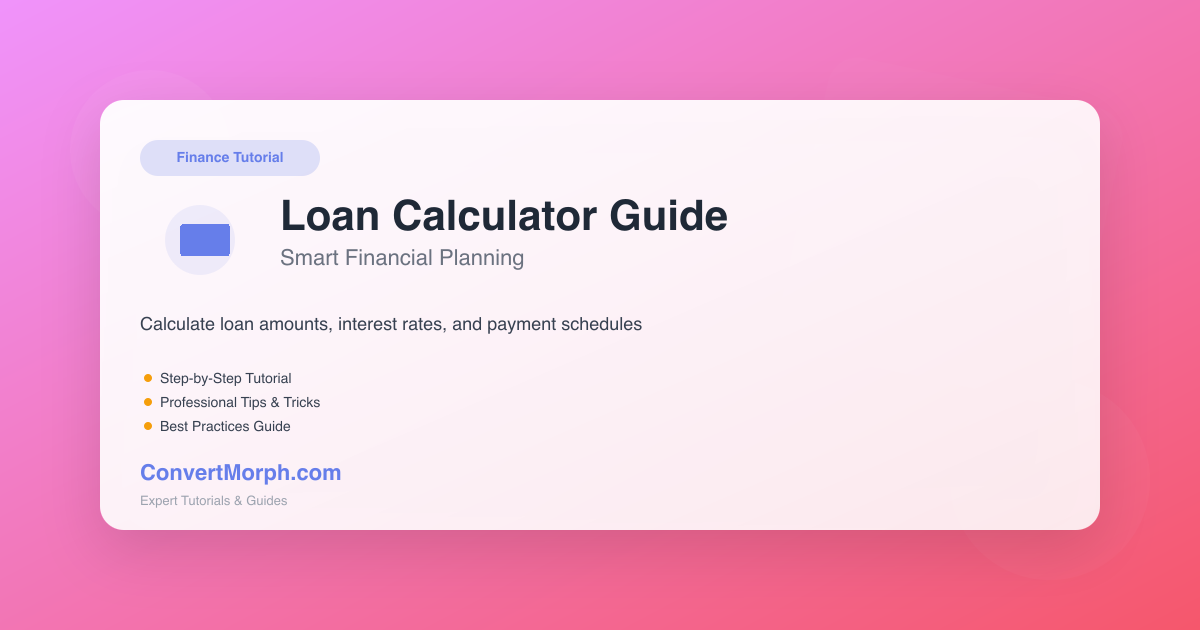 Finance Tutorial
Loan Calculator Guide
Smart Financial Planning
Calculate loan amounts, interest rates, and payment schedules
Step-by-Step Tutorial
Professional Tips & Tricks
Best Practices Guide
ConvertMorph.com
Expert Tutorials & Guides